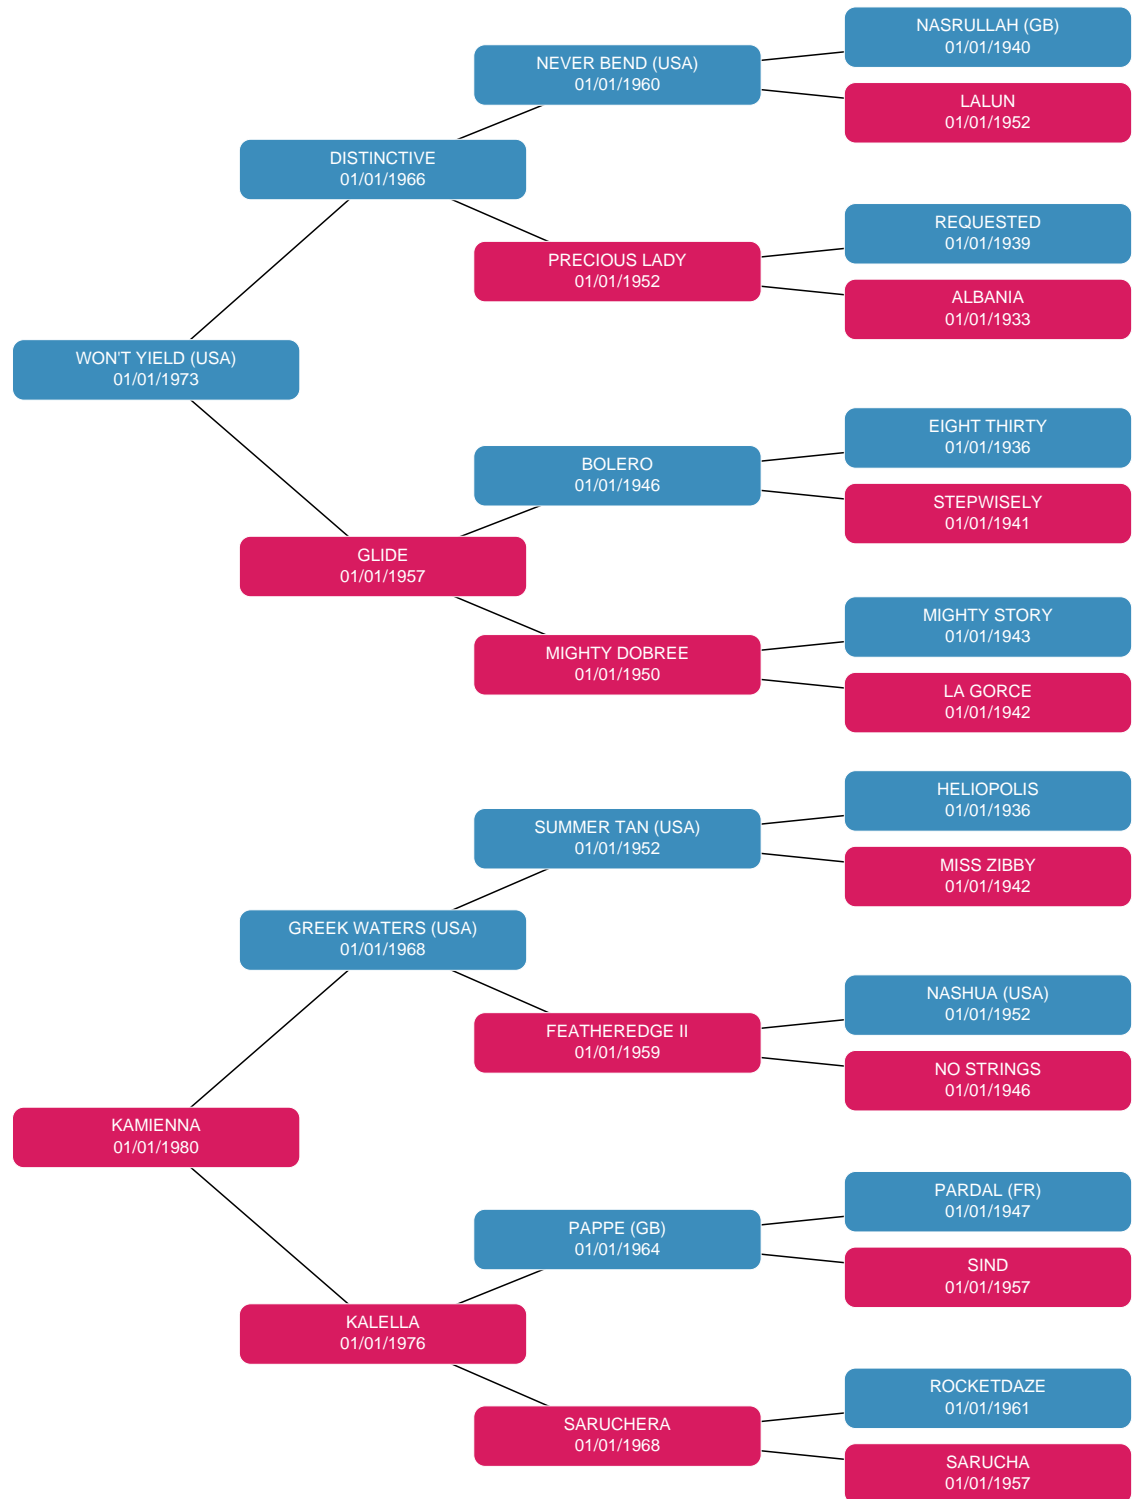 NASRULLAH (GB)
01/01/1940
NEVER BEND (USA)
01/01/1960
LALUN
01/01/1952
DISTINCTIVE
01/01/1966
REQUESTED
01/01/1939
PRECIOUS LADY
01/01/1952
ALBANIA
01/01/1933
WON'T YIELD (USA)
01/01/1973
EIGHT THIRTY
01/01/1936
BOLERO
01/01/1946
STEPWISELY
01/01/1941
GLIDE
01/01/1957
MIGHTY STORY
01/01/1943
MIGHTY DOBREE
01/01/1950
LA GORCE
01/01/1942
HELIOPOLIS
01/01/1936
SUMMER TAN (USA)
01/01/1952
MISS ZIBBY
01/01/1942
GREEK WATERS (USA)
01/01/1968
NASHUA (USA)
01/01/1952
FEATHEREDGE II
01/01/1959
NO STRINGS
01/01/1946
KAMIENNA
01/01/1980
PARDAL (FR)
01/01/1947
PAPPE (GB)
01/01/1964
SIND
01/01/1957
KALELLA
01/01/1976
ROCKETDAZE
01/01/1961
SARUCHERA
01/01/1968
SARUCHA
01/01/1957